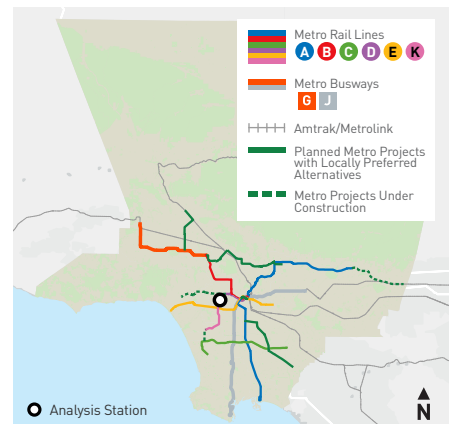 Metro Rail Lines
A B C D E K
Metro Busways
G J
Amtrak/Metrolink
Planned Metro Projects
with Locally Preferred
Alternatives
Metro Projects Under
Construction
Analysis Station
N